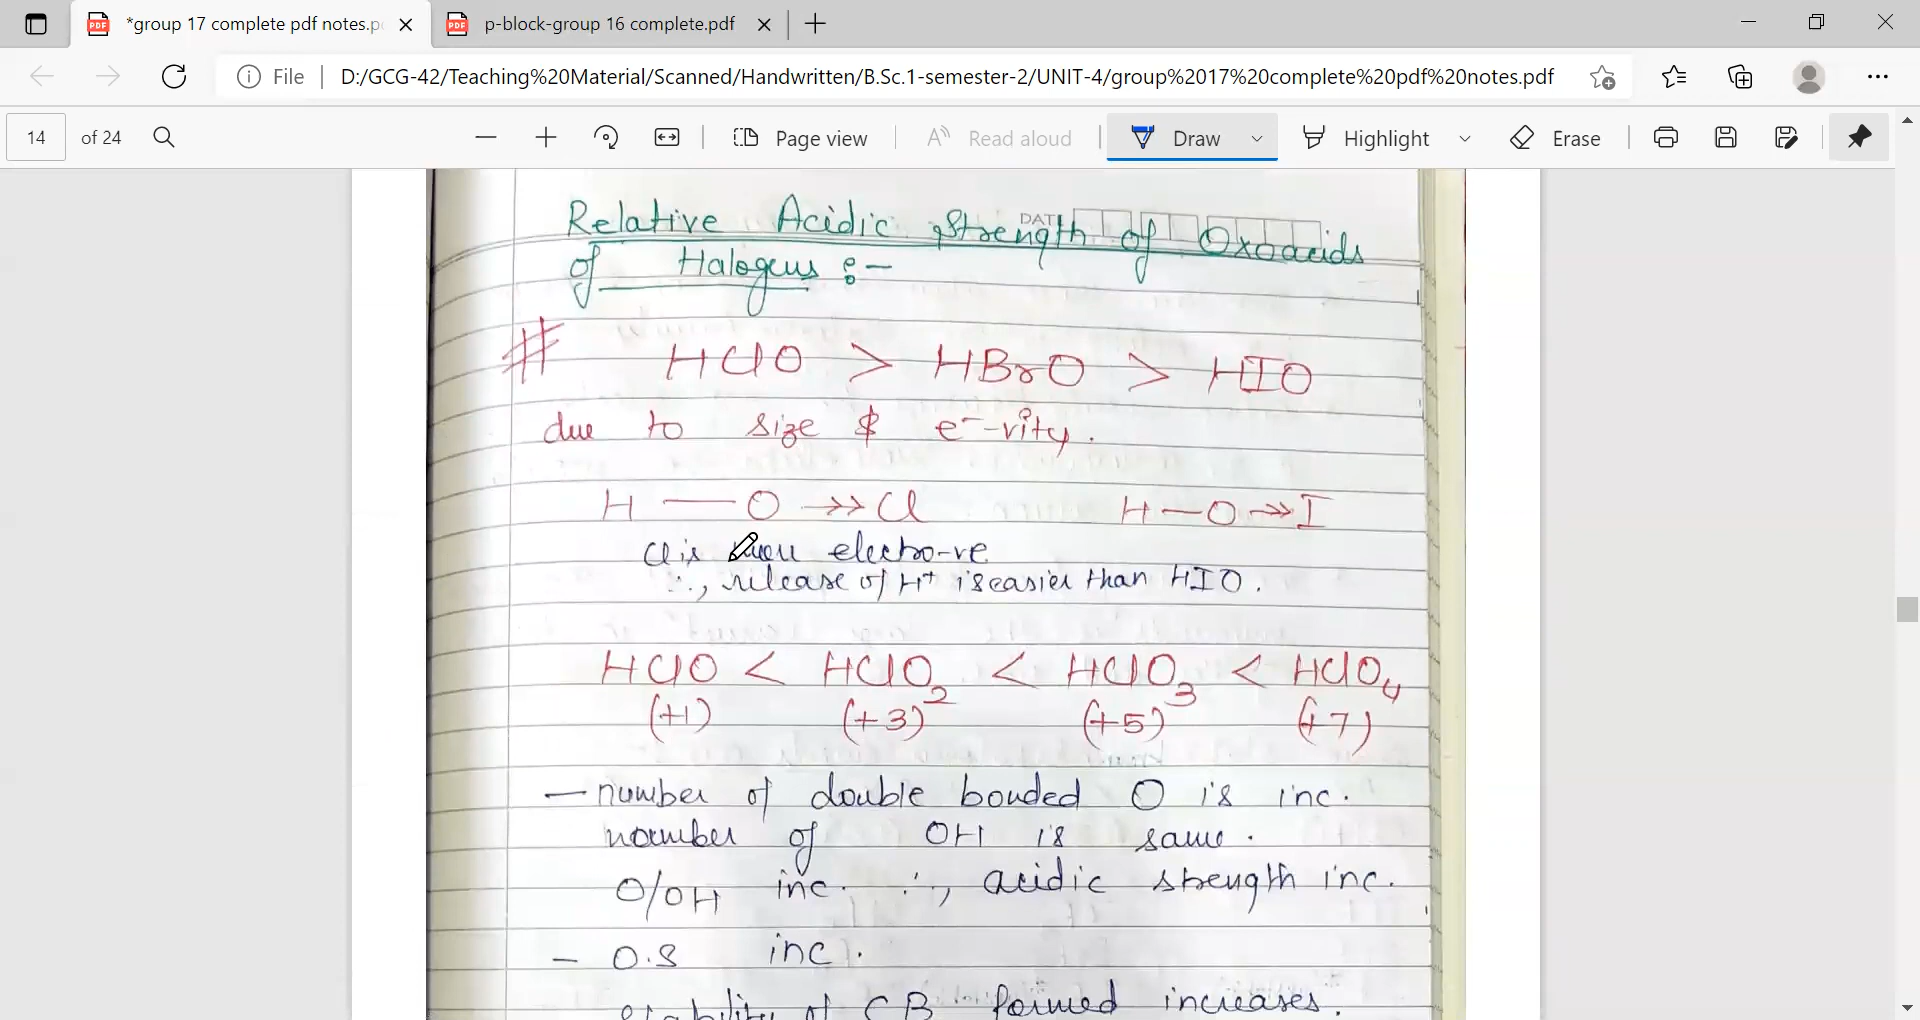 *group 17 complete pdf notes.p
p-block-group 16 complete.pdf
File
D:/GCG-42/Teaching%20Material/Scanned/Handwritten/B.Sc.1-semester-2/UNIT-4/group%2017%20complete%20pdf%20notes.pdf
14 of 24
Page view
Read aloud
Draw
Highlight
Erase
DAT
Relative Acidic Strength of Oxoacids
of Halogens :-
# HClO > HBrO > HIO
due to size & e⁻-vity.
H — O →» Cl H — O →» I
Cl is electro-ve
∴, release of H⁺ is easier than HIO.
HClO < HClO₂ < HClO₃ < HClO₄
(+1) (+3) (+5) (+7)
— number of double bonded O is inc.
number of OH is same.
O/OH inc. ∴, acidic strength inc.
- O.S inc.
stability of CB formed increases.